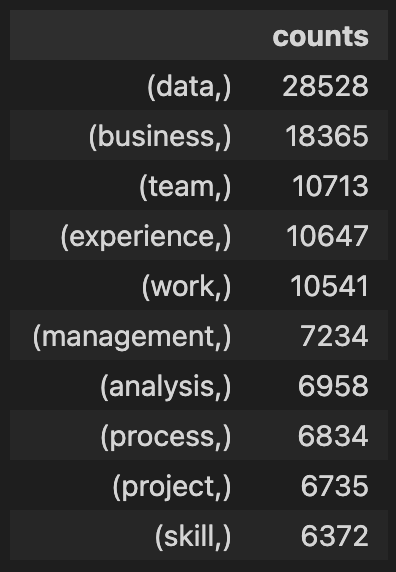 counts
(data,) 28528
(business,) 18365
(team,) 10713
(experience,) 10647
(work,) 10541
(management,) 7234
(analysis,) 6958
(process,) 6834
(project,) 6735
(skill,) 6372